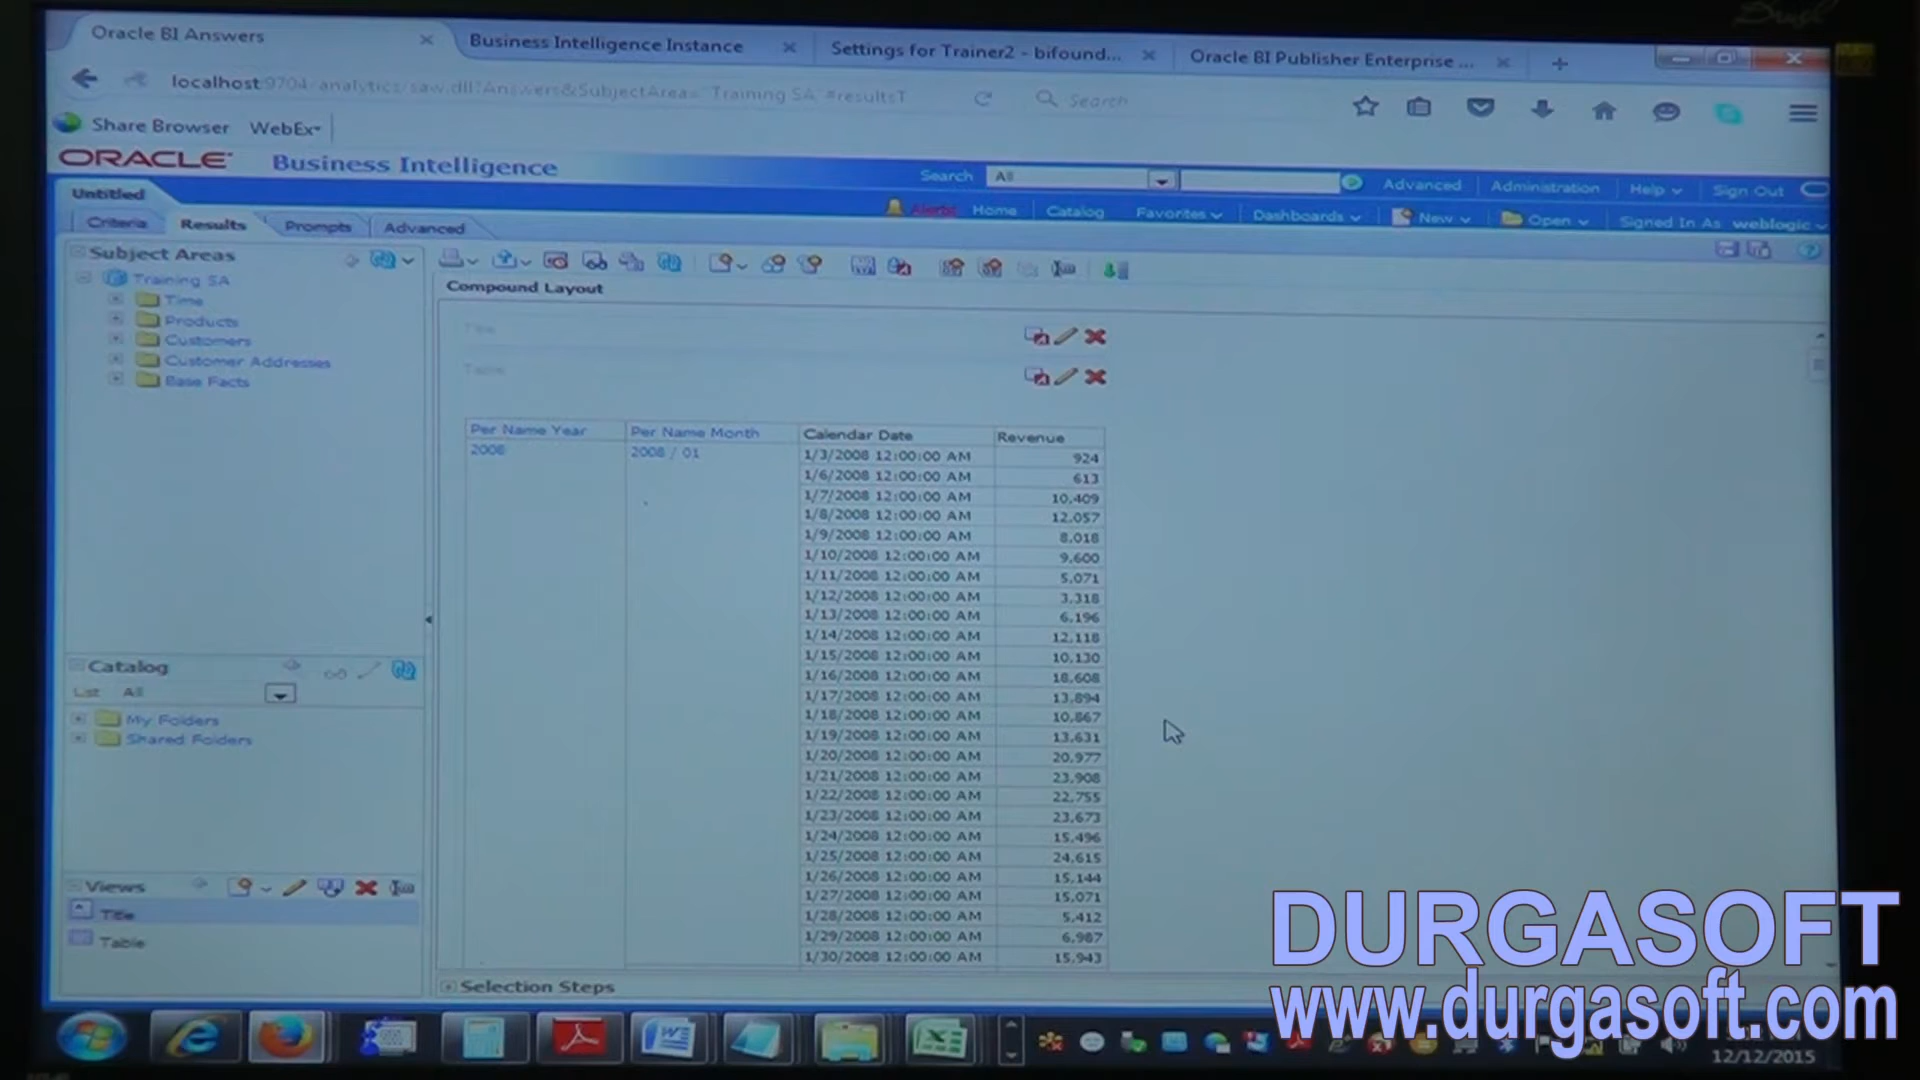 Oracle BI Answers
Business Intelligence Instance
Settings for Trainer2 - bifound...
Oracle BI Publisher Enterprise ...
localhost:9704/analytics/saw.dll?Answers&SubjectArea=
Search
Share Browser WebEx
ORACLE Business Intelligence
Search All Advanced Administration Help Sign Out
Untitled
Alerts! Home Catalog Favorites Dashboards New Open Signed In As weblogic
Criteria Results Prompts Advanced
Subject Areas
Training SA
Time
Products
Customers
Customer Addresses
Base Facts
Compound Layout
Title
Table
Per Name Year Per Name Month Calendar Date Revenue
2008 2008 / 01 1/3/2008 12:00:00 AM 924
1/6/2008 12:00:00 AM 613
1/7/2008 12:00:00 AM 10,409
1/8/2008 12:00:00 AM 12,057
1/9/2008 12:00:00 AM 8,018
1/10/2008 12:00:00 AM 9,600
1/11/2008 12:00:00 AM 5,071
1/12/2008 12:00:00 AM 3,318
1/13/2008 12:00:00 AM 6,196
1/14/2008 12:00:00 AM 12,118
1/15/2008 12:00:00 AM 10,130
1/16/2008 12:00:00 AM 18,608
1/17/2008 12:00:00 AM 13,894
1/18/2008 12:00:00 AM 10,867
1/19/2008 12:00:00 AM 13,631
1/20/2008 12:00:00 AM 20,977
1/21/2008 12:00:00 AM 23,908
1/22/2008 12:00:00 AM 22,755
1/23/2008 12:00:00 AM 23,673
1/24/2008 12:00:00 AM 15,496
1/25/2008 12:00:00 AM 24,615
1/26/2008 12:00:00 AM 15,144
1/27/2008 12:00:00 AM 15,071
1/28/2008 12:00:00 AM 5,412
1/29/2008 12:00:00 AM 6,987
1/30/2008 12:00:00 AM 15,943
Catalog
List All
My Folders
Shared Folders
Views
Title
Table
Selection Steps
DURGASOFT
www.durgasoft.com
12/12/2015